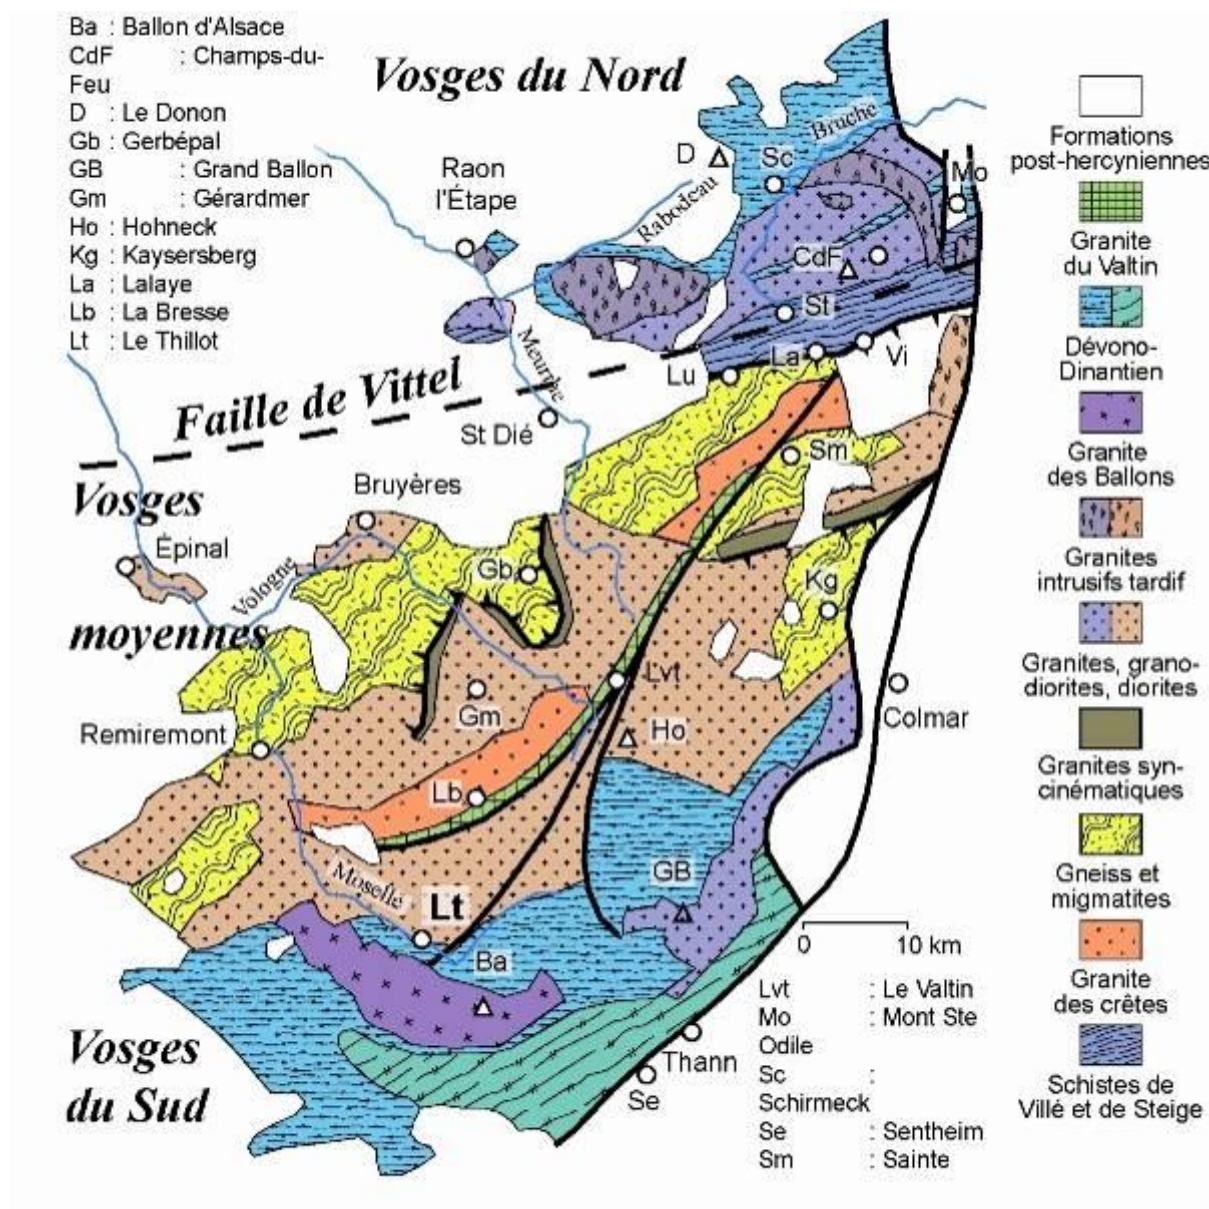 Ba : Ballon d'Alsace
CdF : Champs-du-
Feu
D : Le Donon
Gb : Gerbépal
GB : Grand Ballon
Gm : Gérardmer
Ho : Hohneck
Kg : Kaysersberg
La : Lalaye
Lb : La Bresse
Lt : Le Thillot
Vosges du Nord
Raon
l'Étape
D
Sc
Bruche
Mo
Rabodeau
CdF
St
Meurthe
La
Vi
Lu
Faille de Vittel
St Dié
Sm
Vosges
moyennes
Bruyères
Épinal
Vologne
Gb
Kg
Lvt
Gm
Ho
Colmar
Remiremont
Lb
GB
Moselle
Lt
Ba
Vosges
du Sud
Thann
Se
0 10 km
Lvt : Le Valtin
Mo : Mont Ste
Odile
Sc :
Schirmeck
Se : Sentheim
Sm : Sainte
Formations
post-hercyniennes
Granite
du Valtin
Dévono-
Dinantien
Granite
des Ballons
Granites
intrusifs tardif
Granites, grano-
diorites, diorites
Granites syn-
cinématiques
Gneiss et
migmatites
Granite
des crêtes
Schistes de
Villé et de Steige